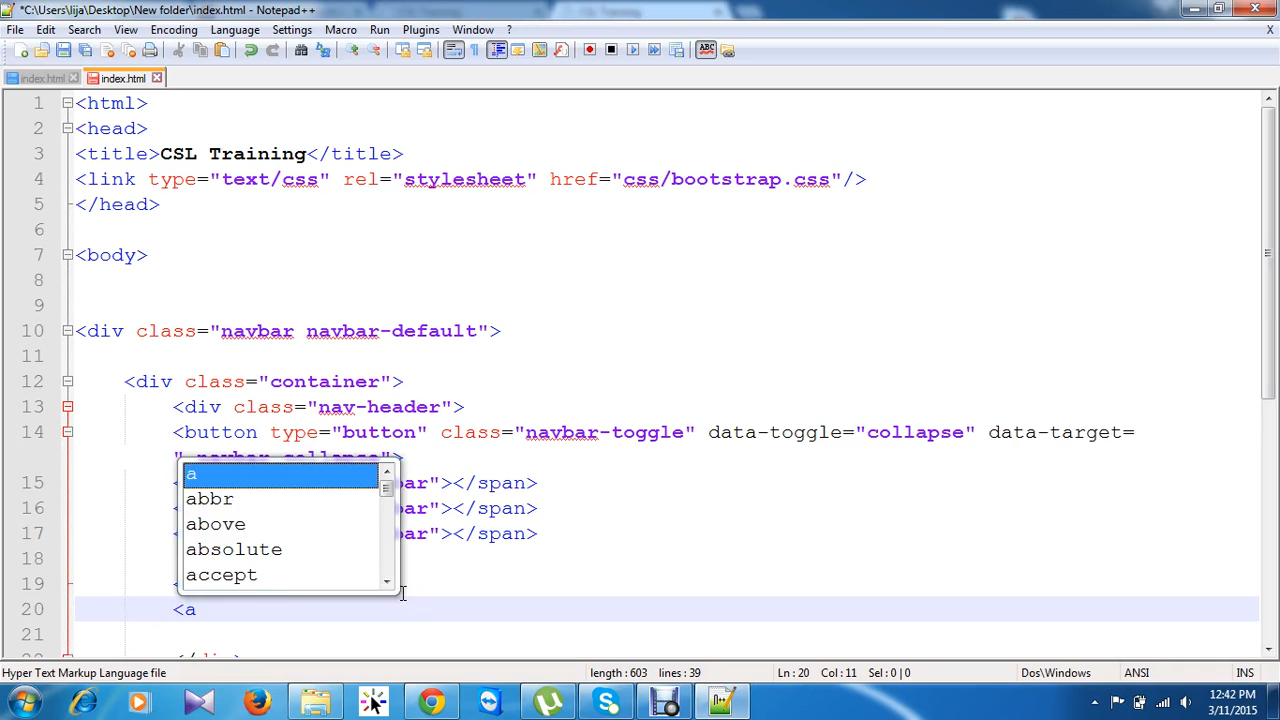 *C:\Users\lija\Desktop\New folder\index.html - Notepad++
File Edit Search View Encoding Language Settings Macro Run Plugins Window ? X
index.html index.html
1 <html>
2 <head>
3 <title>CSL Training</title>
4 <link type="text/css" rel="stylesheet" href="css/bootstrap.css"/>
5 </head>
6
7 <body>
8
9
10 <div class="navbar navbar-default">
11
12 <div class="container">
13 <div class="nav-header">
14 <button type="button" class="navbar-toggle" data-toggle="collapse" data-target=
".navbar-collapse">
a
15 bar"></span>
abbr
16 bar"></span>
above
17 bar"></span>
absolute
18
accept
19 <
20 <a
21
</div>
Hyper Text Markup Language file length : 603 lines : 39 Ln : 20 Col : 11 Sel : 0 | 0 Dos\Windows ANSI INS
12:42 PM
3/11/2015